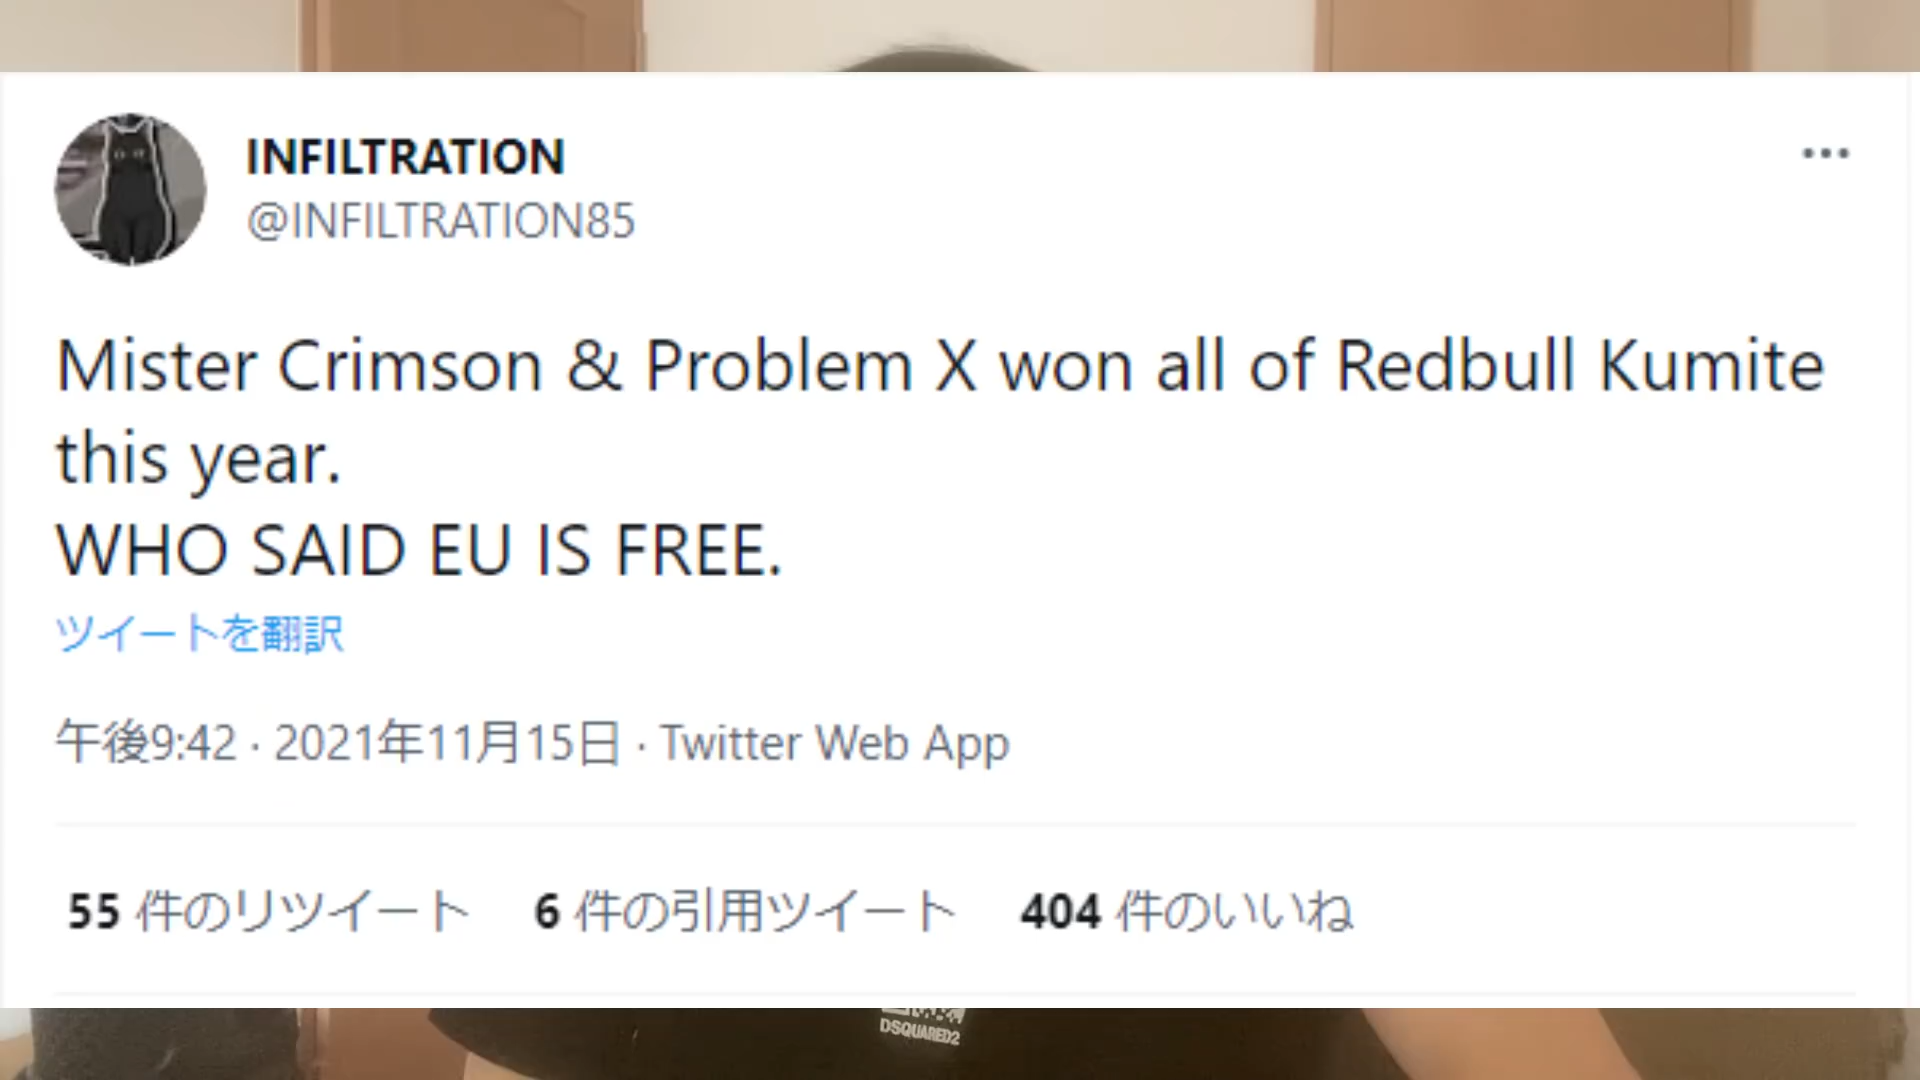 INFILTRATION
@INFILTRATION85
Mister Crimson & Problem X won all of Redbull Kumite
this year.
WHO SAID EU IS FREE.
ツイートを翻訳
午後9:42 · 2021年11月15日 · Twitter Web App
55 件のリツイート 6 件の引用ツイート 404 件のいいね
DSQUARED2